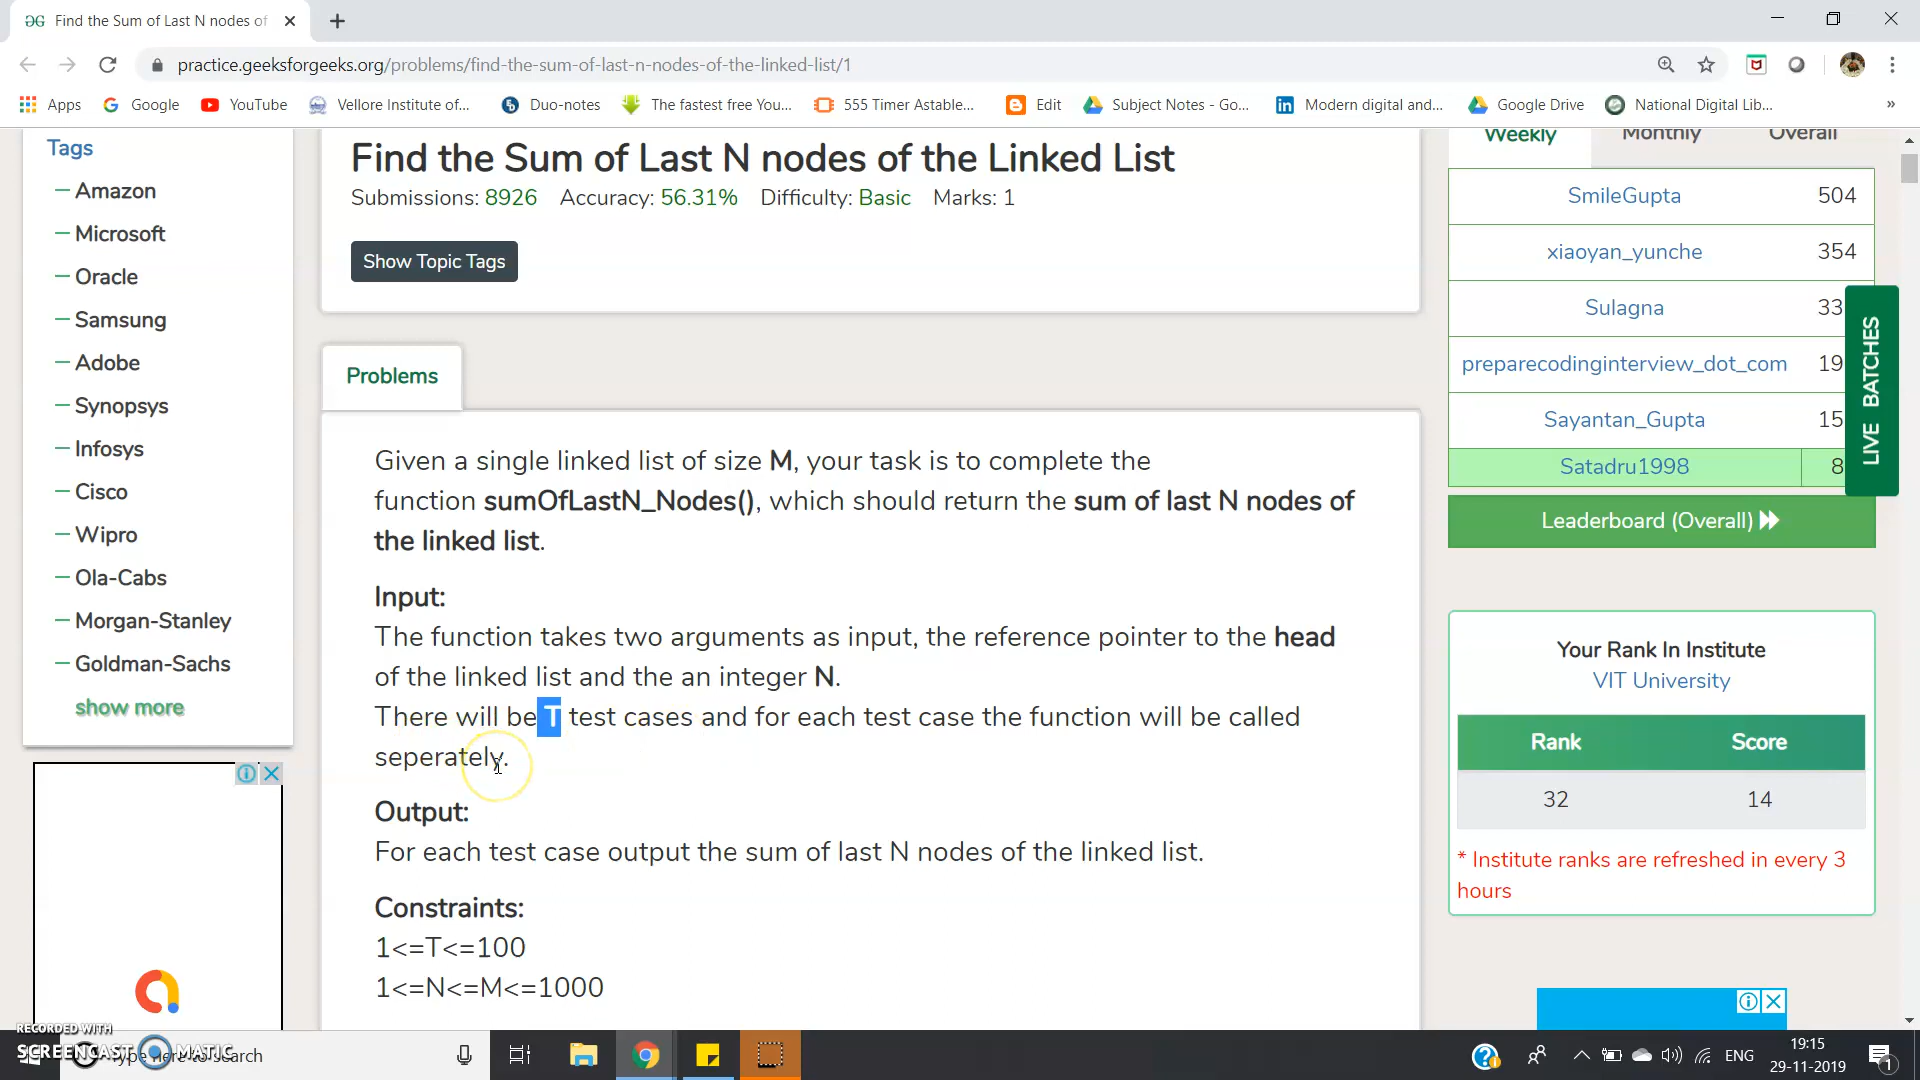 Find the Sum of Last N nodes of
practice.geeksforgeeks.org/problems/find-the-sum-of-last-n-nodes-of-the-linked-list/1
Apps
Google
YouTube
Vellore Institute of...
Duo-notes
The fastest free You...
555 Timer Astable...
Edit
Subject Notes - Go...
Modern digital and...
Google Drive
National Digital Lib...
»
Tags
Amazon
Microsoft
Oracle
Samsung
Adobe
Synopsys
Infosys
Cisco
Wipro
Ola-Cabs
Morgan-Stanley
Goldman-Sachs
show more
Find the Sum of Last N nodes of the Linked List
Submissions: 8926 Accuracy: 56.31% Difficulty: Basic Marks: 1
Show Topic Tags
Problems
Given a single linked list of size M, your task is to complete the
function sumOfLastN_Nodes(), which should return the sum of last N nodes of
the linked list.
Input:
The function takes two arguments as input, the reference pointer to the head
of the linked list and the an integer N.
There will be T test cases and for each test case the function will be called
seperately.
Output:
For each test case output the sum of last N nodes of the linked list.
Constraints:
1<=T<=100
1<=N<=M<=1000
Weekly Monthly Overall
SmileGupta 504
xiaoyan_yunche 354
Sulagna 33
preparecodinginterview_dot_com 19
Sayantan_Gupta 15
Satadru1998 8
LIVE BATCHES
Leaderboard (Overall)
Your Rank In Institute
VIT University
Rank Score
32 14
* Institute ranks are refreshed in every 3
hours
RECORDED WITH
SCREENCAST MATIC
Type here to search
ENG
19:15
29-11-2019
1